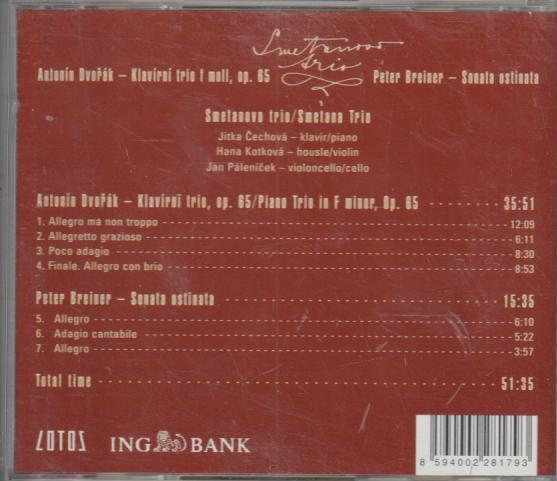 Smetanovo
trio
Antonín Dvořák – Klavírní trio f moll, op. 65
Peter Breiner – Sonata ostinata
Smetanovo trio/Smetana Trio
Jitka Čechová – klavír/piano
Hana Kotková – housle/violin
Jan Páleníček – violoncello/cello
Antonín Dvořák – Klavírní trio, op. 65/Piano Trio in F minor, Op. 65 35:51
1. Allegro má non troppo 12:09
2. Allegretto grazioso 6:11
3. Poco adagio 8:30
4. Finale. Allegro con brio 8:53
Peter Breiner – Sonata ostinata 15:35
5. Allegro 6:10
6. Adagio cantabile 5:22
7. Allegro 3:57
Total time 51:35
LOTOS ING BANK
8 594002 281793